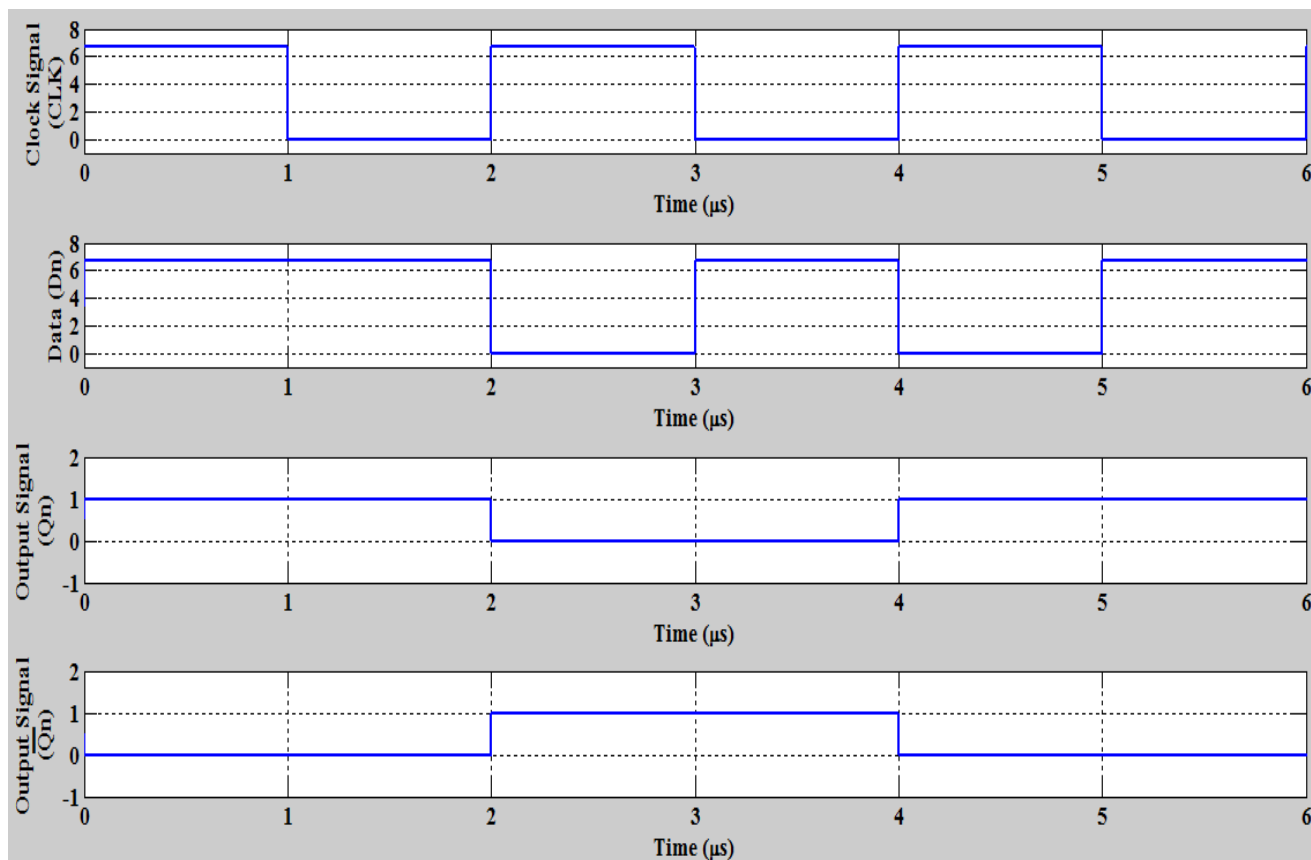 Clock Signal
(CLK)
8
6
4
2
0
0 1 2 3 4 5 6
Time (μs)
Data (Dn)
8
6
4
2
0
0 1 2 3 4 5 6
Time (μs)
Output Signal
(Qn)
2
1
0
-1
0 1 2 3 4 5 6
Time (μs)
Output Signal
(Q̅n)
2
1
0
-1
0 1 2 3 4 5 6
Time (μs)